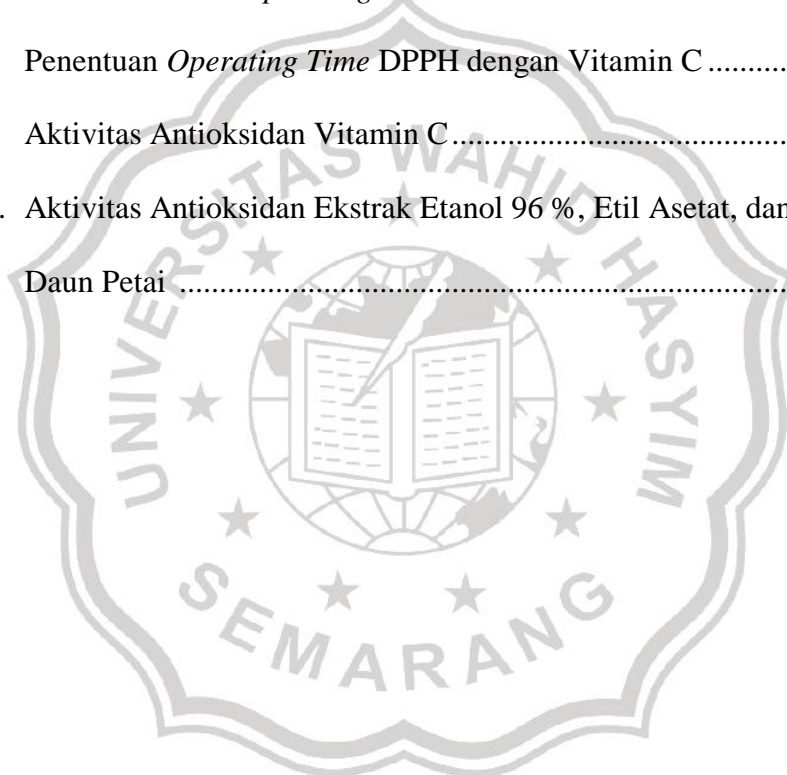 Penentuan Operating Time DPPH dengan Vitamin C ..........
Aktivitas Antioksidan Vitamin C..........................................
. Aktivitas Antioksidan Ekstrak Etanol 96 %, Etil Asetat, dan
Daun Petai ............................................................................
UNIVERSITAS WAHID HASYIM
SEMARANG